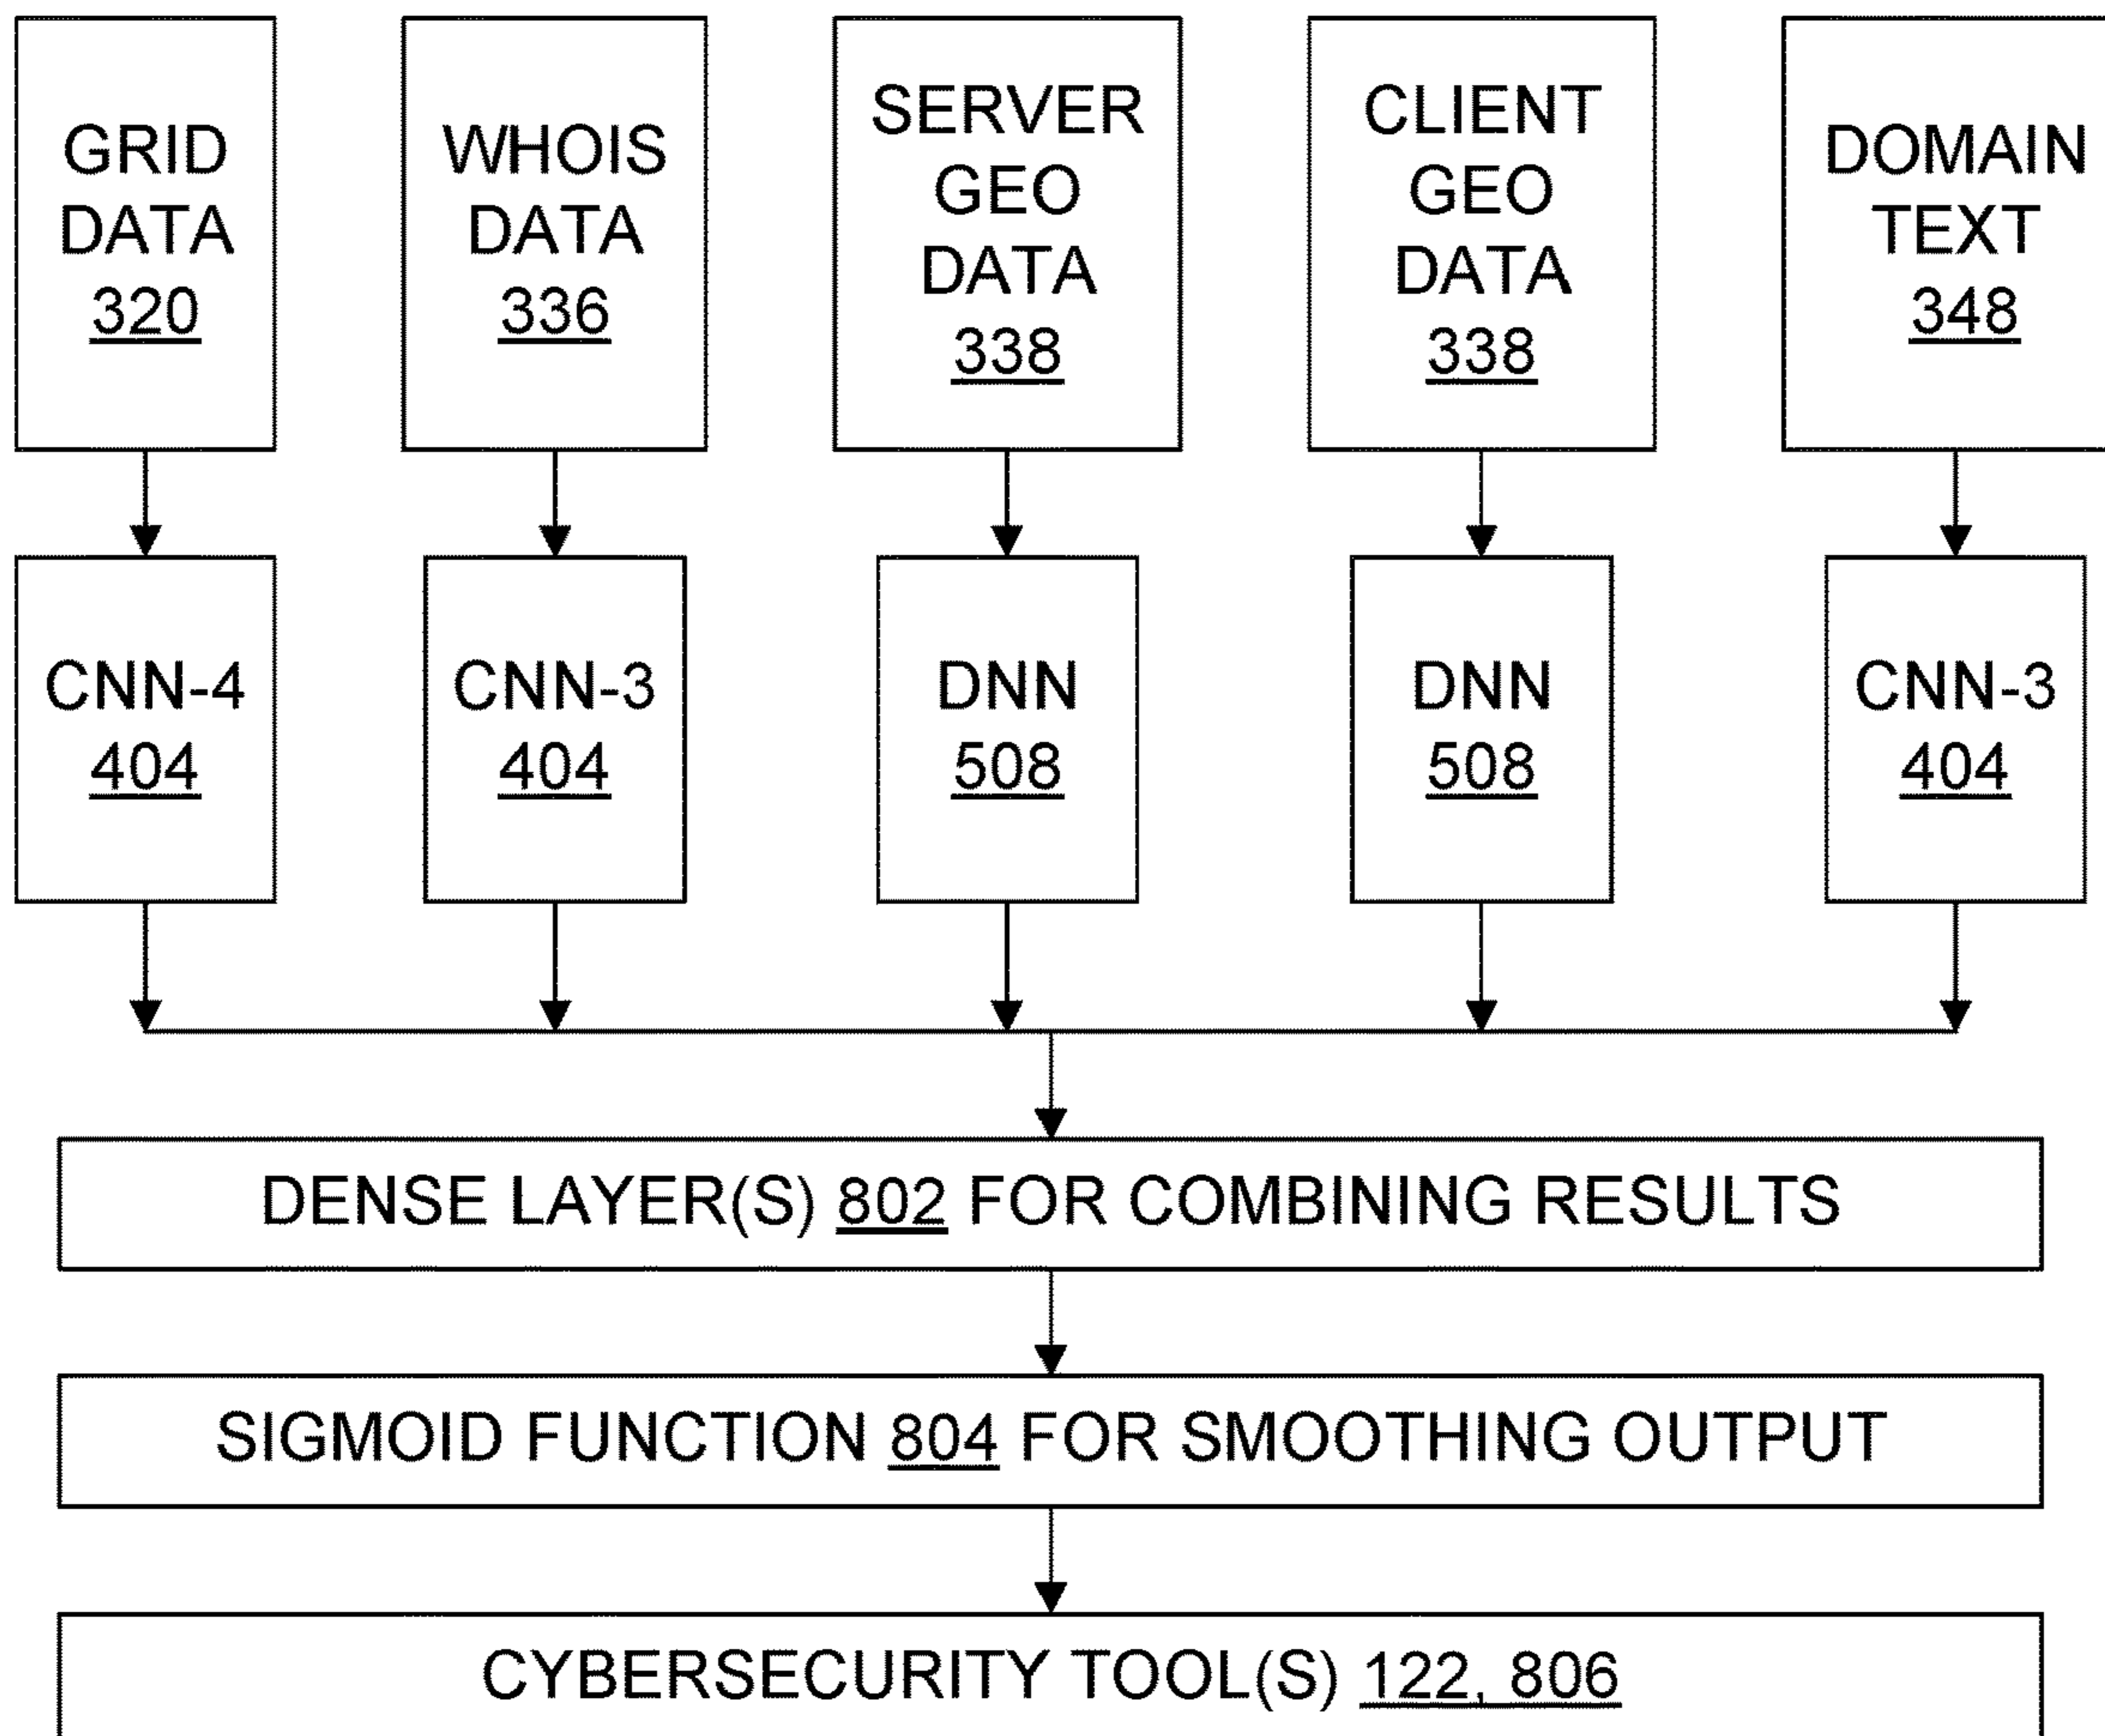 GRID
DATA
320
WHOIS
DATA
336
SERVER
GEO
DATA
338
CLIENT
GEO
DATA
338
DOMAIN
TEXT
348
CNN-4
404
CNN-3
404
DNN
508
DNN
508
CNN-3
404
DENSE LAYER(S) 802 FOR COMBINING RESULTS
SIGMOID FUNCTION 804 FOR SMOOTHING OUTPUT
CYBERSECURITY TOOL(S) 122, 806